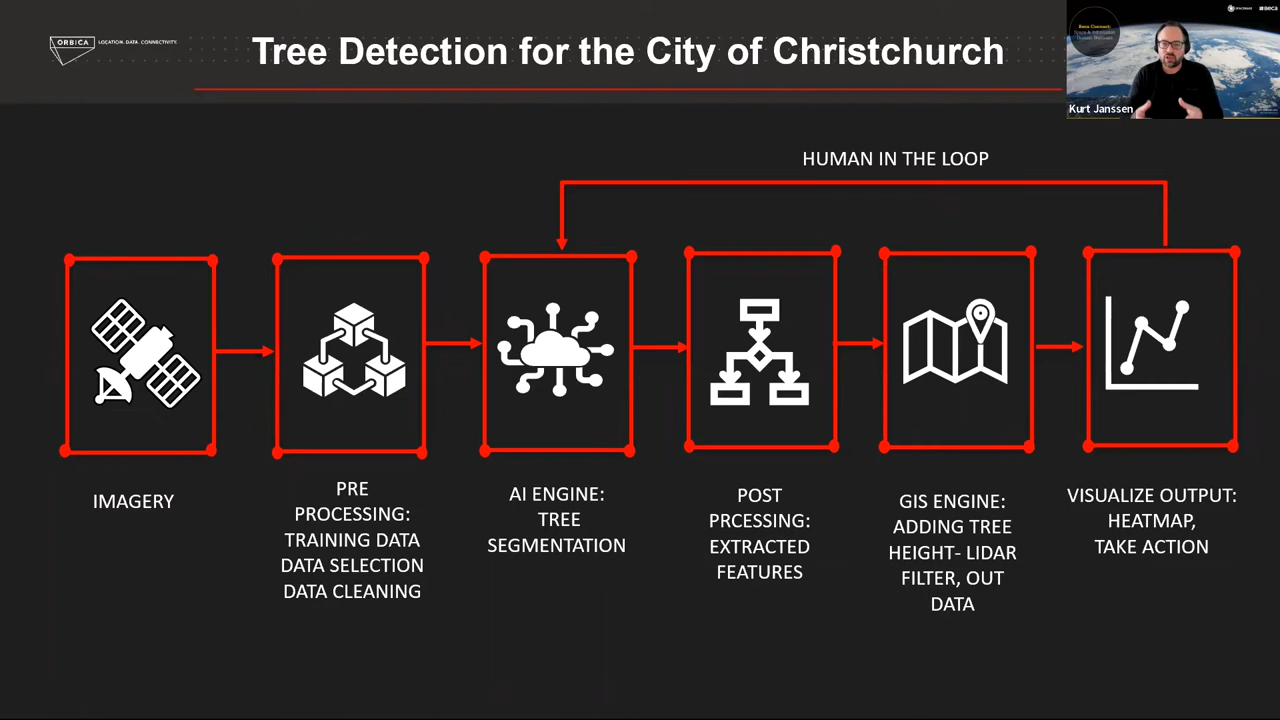 ORBICA
LOCATION. DATA. CONNECTIVITY.
Tree Detection for the City of Christchurch
SPACEBASE
Beca
Kurt Janssen
HUMAN IN THE LOOP
IMAGERY
PRE
PROCESSING:
TRAINING DATA
DATA SELECTION
DATA CLEANING
AI ENGINE:
TREE
SEGMENTATION
POST
PRCESSING:
EXTRACTED
FEATURES
GIS ENGINE:
ADDING TREE
HEIGHT- LIDAR
FILTER, OUT
DATA
VISUALIZE OUTPUT:
HEATMAP,
TAKE ACTION